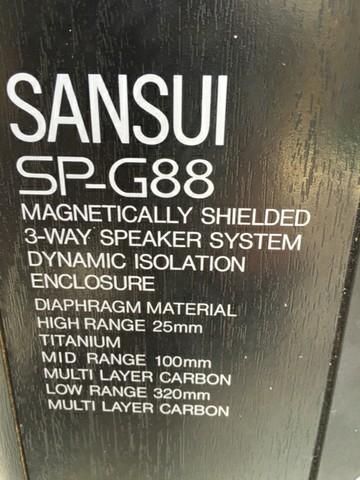 SANSUI
SP-G88
MAGNETICALLY SHIELDED
3-WAY SPEAKER SYSTEM
DYNAMIC ISOLATION
ENCLOSURE
DIAPHRAGM MATERIAL
HIGH RANGE 25mm
TITANIUM
MID RANGE 100mm
MULTI LAYER CARBON
LOW RANGE 320mm
MULTI LAYER CARBON